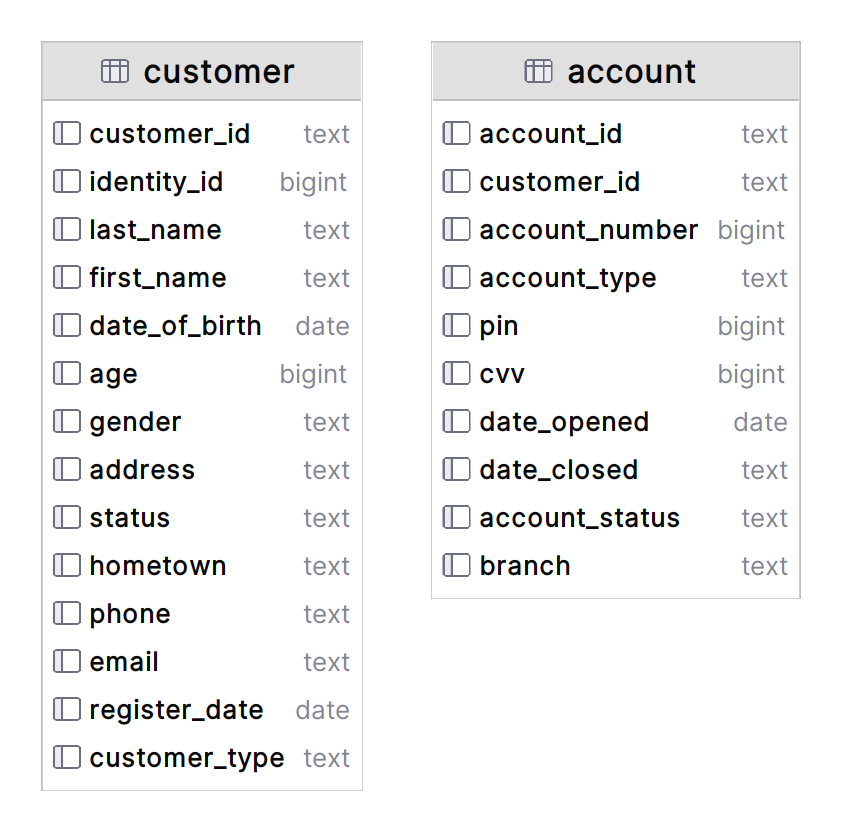 customer
customer_id text
identity_id bigint
last_name text
first_name text
date_of_birth date
age bigint
gender text
address text
status text
hometown text
phone text
email text
register_date date
customer_type text
account
account_id text
customer_id text
account_number bigint
account_type text
pin bigint
cvv bigint
date_opened date
date_closed text
account_status text
branch text